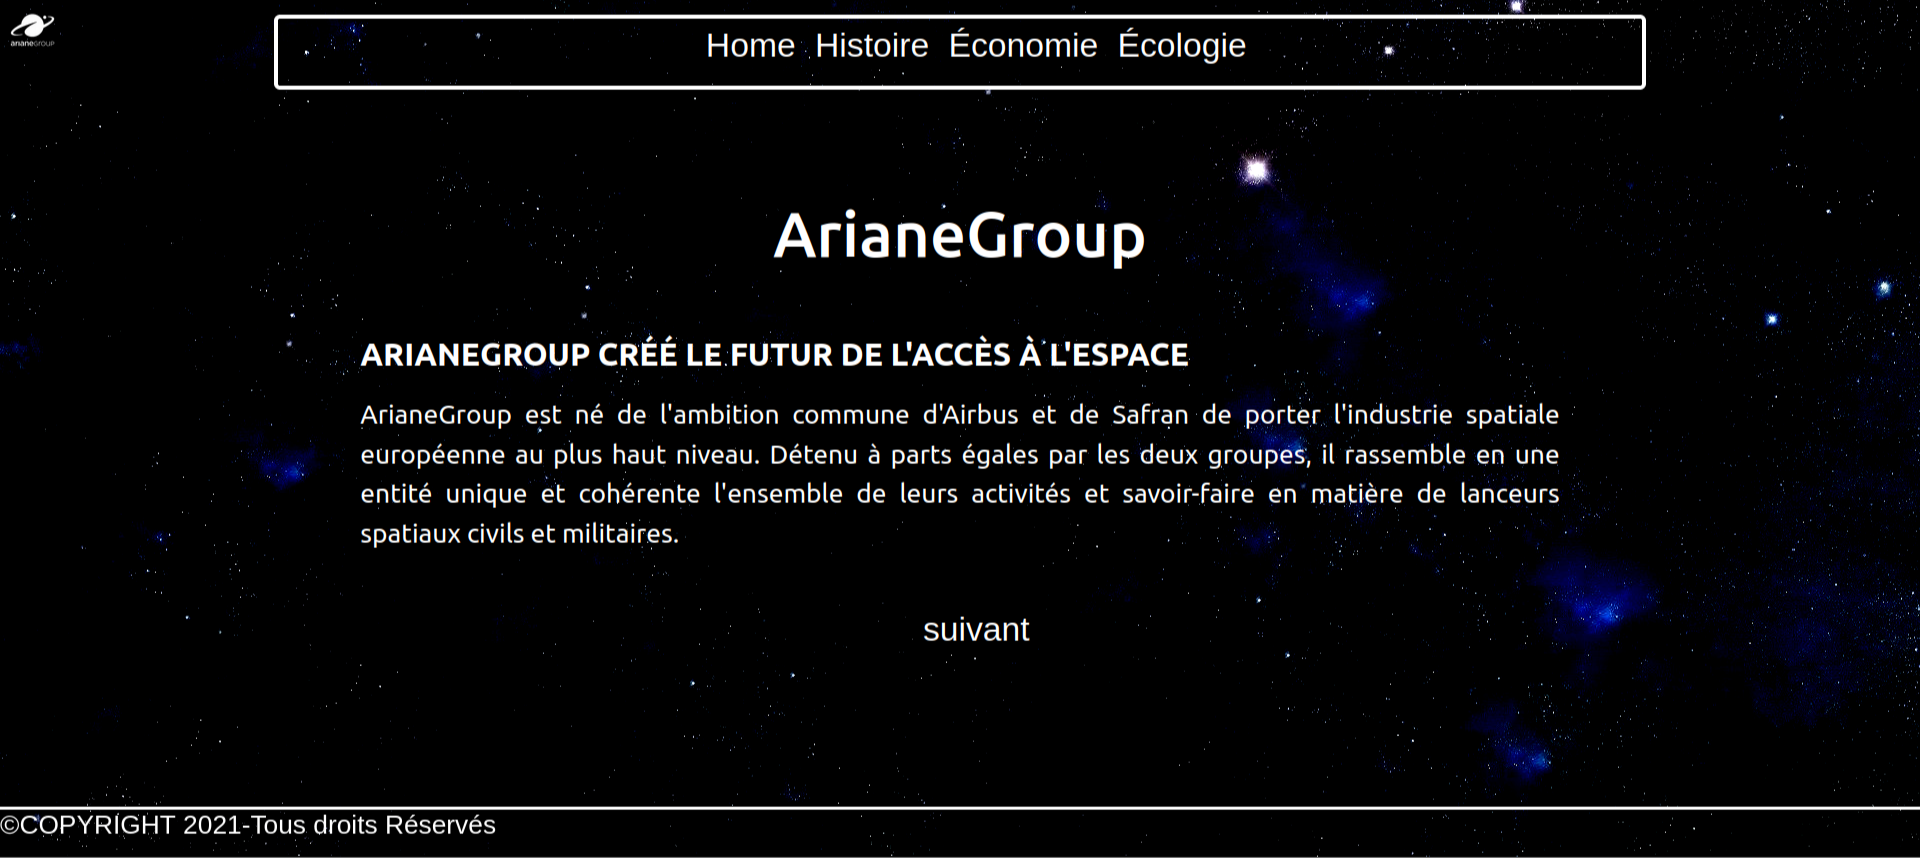 arianegroup
Home Histoire Économie Écologie
ArianeGroup
ARIANEGROUP CRÉÉ LE FUTUR DE L'ACCÈS À L'ESPACE
ArianeGroup est né de l'ambition commune d'Airbus et de Safran de porter l'industrie spatiale
européenne au plus haut niveau. Détenu à parts égales par les deux groupes, il rassemble en une
entité unique et cohérente l'ensemble de leurs activités et savoir-faire en matière de lanceurs
spatiaux civils et militaires.
suivant
©COPYRIGHT 2021-Tous droits Réservés